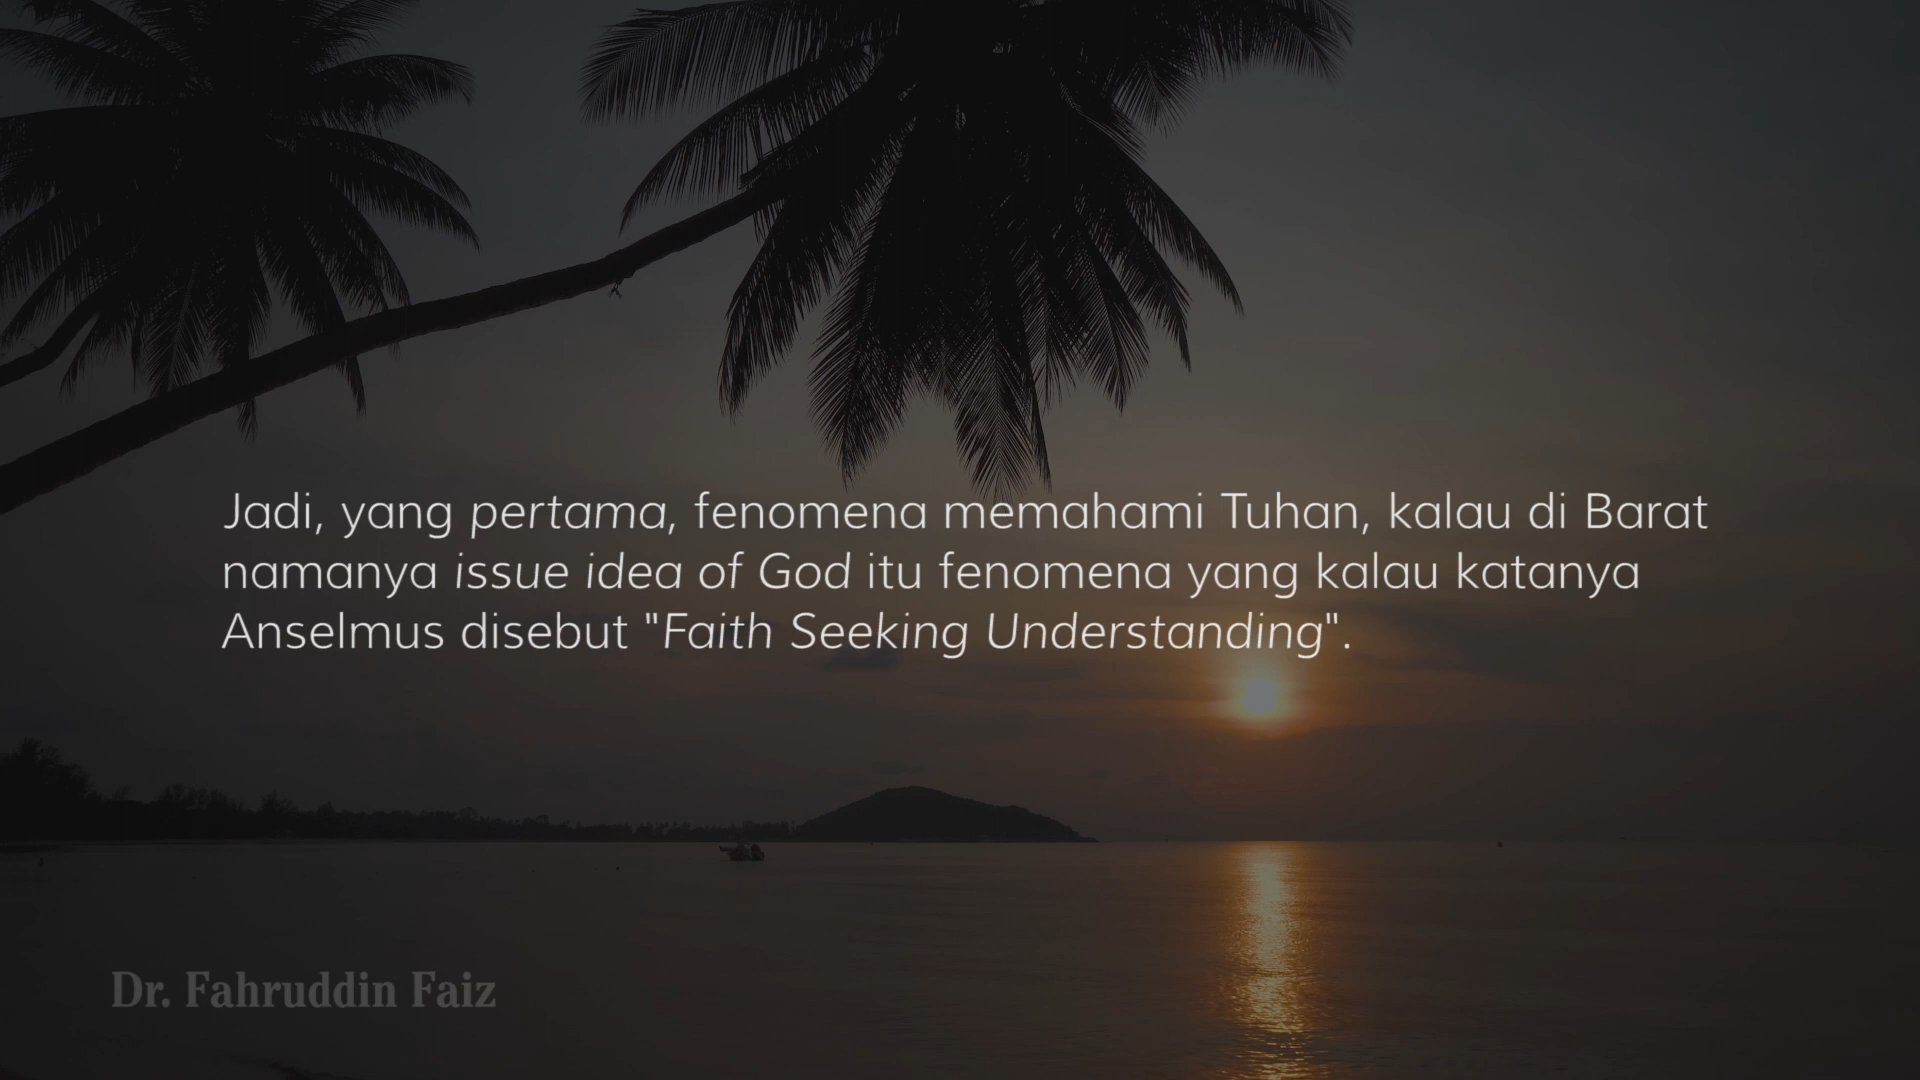 Jadi, yang pertama, fenomena memahami Tuhan, kalau di Barat
namanya issue idea of God itu fenomena yang kalau katanya
Anselmus disebut "Faith Seeking Understanding".
Dr. Fahruddin Faiz